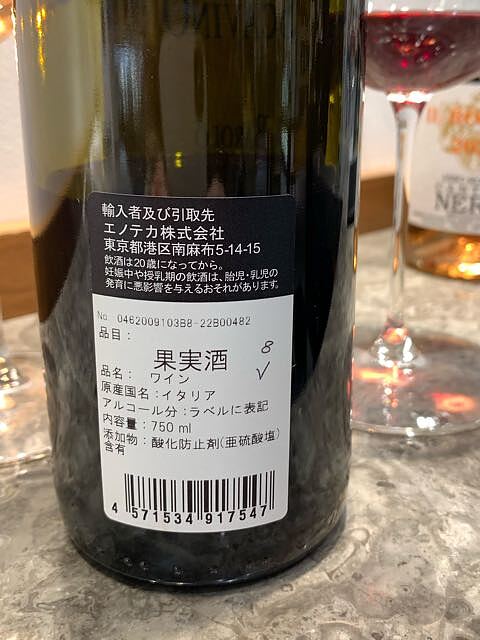 輸入者及び引取先
エノテカ株式会社
東京都港区南麻布5-14-15
飲酒は20歳になってから。
妊娠中や授乳期の飲酒は、胎児・乳児の
発育に悪影響を与えるおそれがあります。
No. 0462009103B8-22B00482
品目:
果実酒
8
✓
品名: ワイン
原産国名:イタリア
アルコール分:ラベルに表記
内容量:750 ml
添加物:酸化防止剤(亜硫酸塩)
含有
4 571534 917547
NER